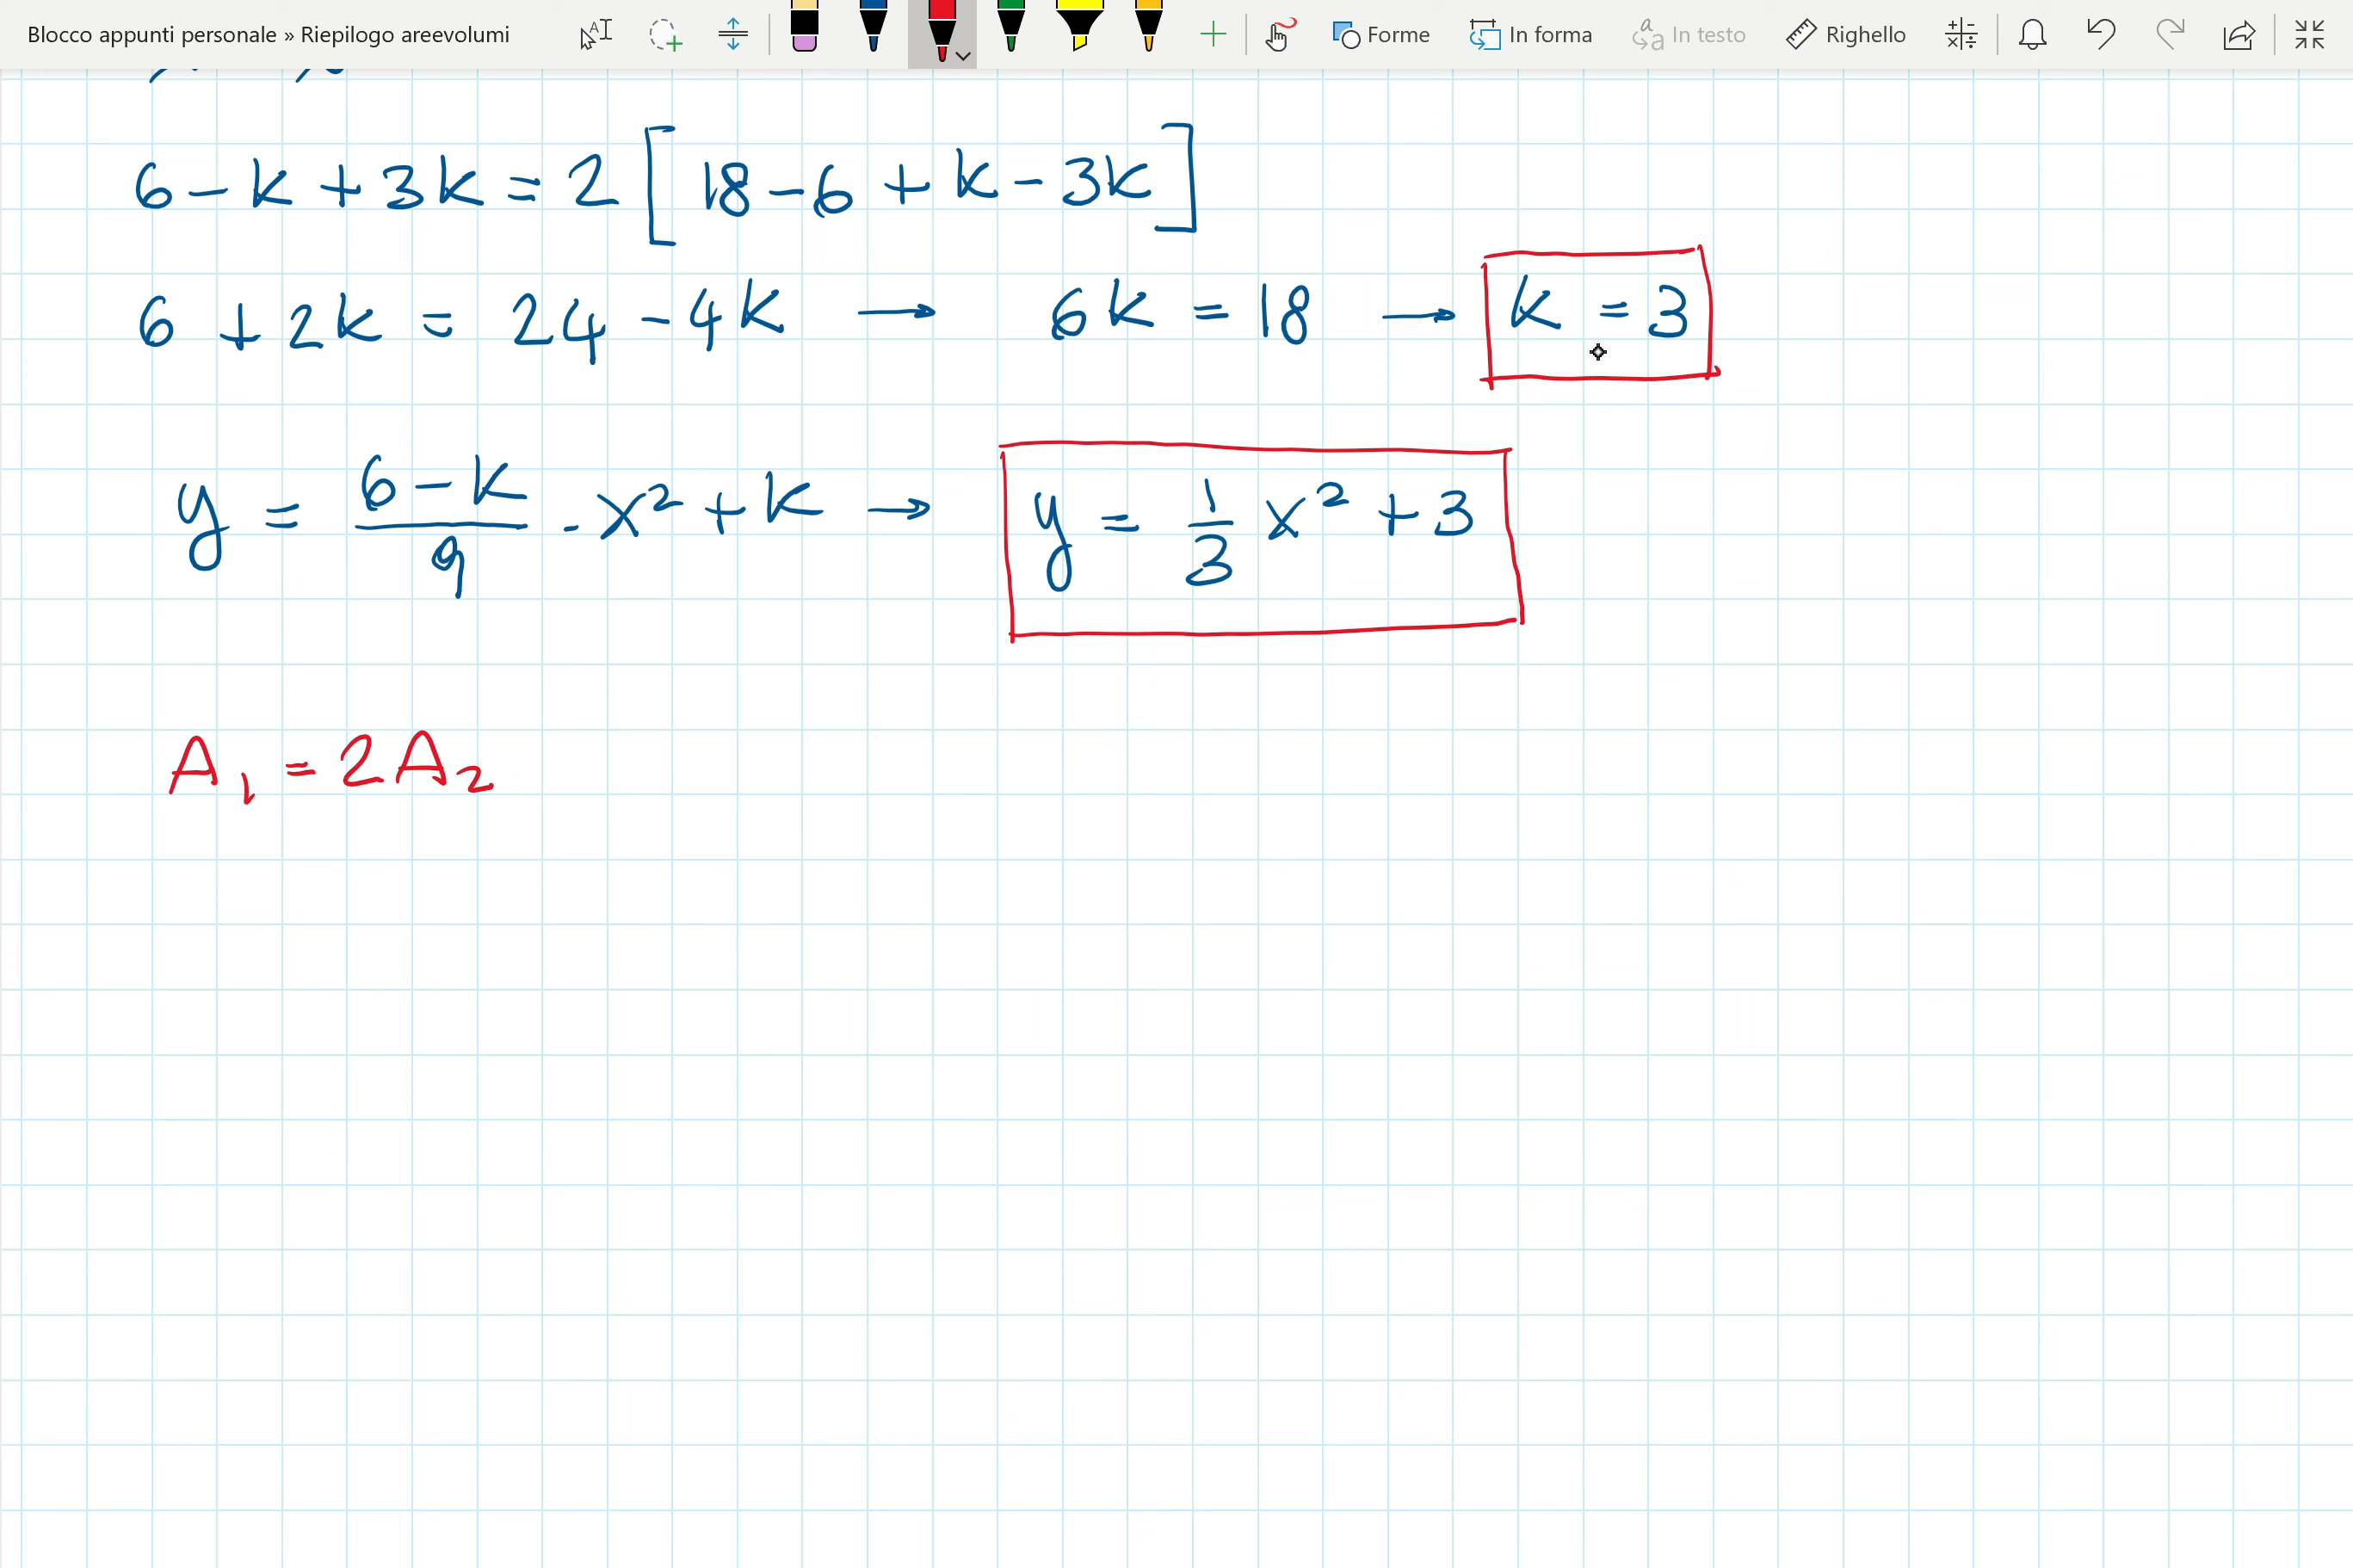 Blocco appunti personale » Riepilogo areevolumi Forme In forma In testo Righello
6 - k + 3k = 2 [ 18 - 6 + k - 3k ]
6 + 2k = 24 - 4k → 6k = 18 → k = 3
y = (6 - k)/9 · x² + k → y = 1/3 x² + 3
A₁ = 2A₂